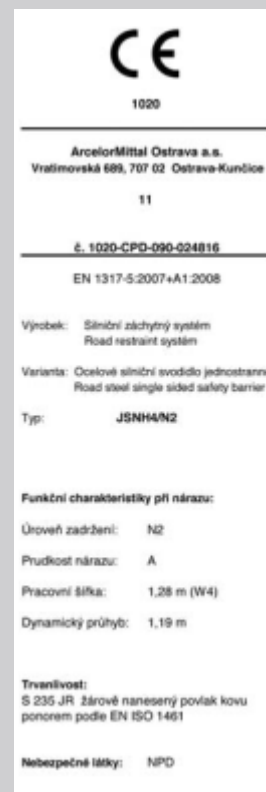 CE
1020
ArcelorMittal Ostrava a.s.
Vratimovská 689, 707 02 Ostrava-Kunčice
11
č. 1020-CPD-090-024816
EN 1317-5:2007+A1:2008
Výrobek: Silniční záchytný systém
Road restraint systém
Varianta: Ocelové silniční svodidlo jednostranné
Road steel single sided safety barrier
Typ: JSNH4/N2
Funkční charakteristiky při nárazu:
Úroveň zadržení: N2
Prudkost nárazu: A
Pracovní šířka: 1,28 m (W4)
Dynamický průhyb: 1,19 m
Trvanlivost:
S 235 JR žárově nanesený povlak kovu
ponorem podle EN ISO 1461
Nebezpečné látky: NPD